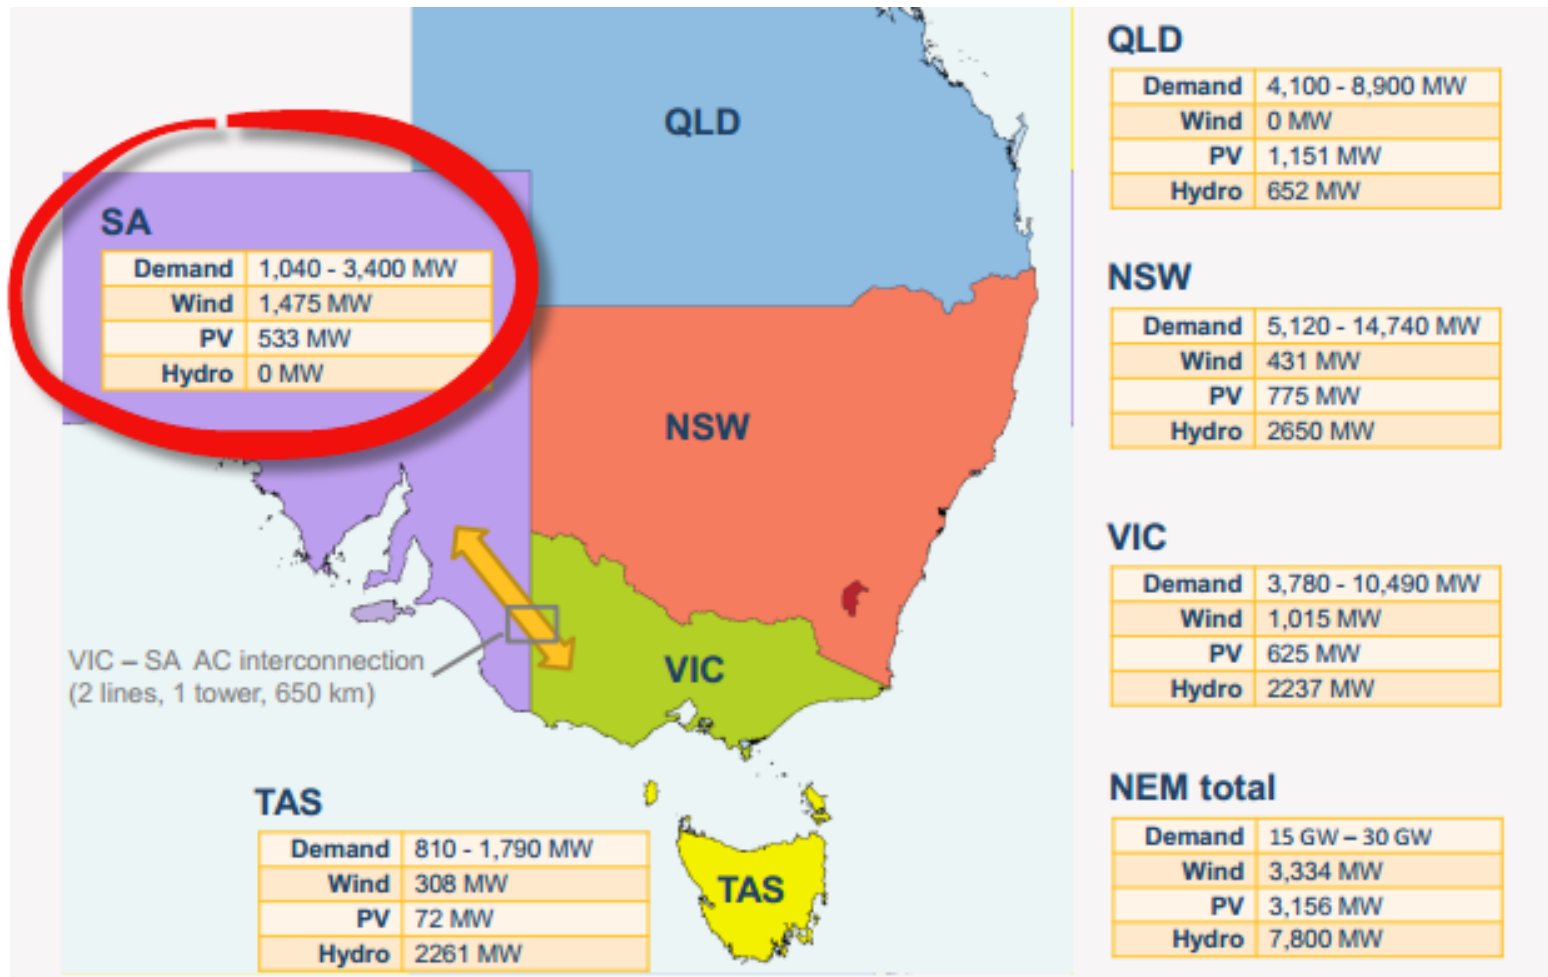 QLD
SA
Demand 1,040 - 3,400 MW
Wind 1,475 MW
PV 533 MW
Hydro 0 MW
NSW
VIC – SA AC interconnection
(2 lines, 1 tower, 650 km)
VIC
TAS
Demand 810 - 1,790 MW
Wind 308 MW
PV 72 MW
Hydro 2261 MW
TAS
QLD
Demand 4,100 - 8,900 MW
Wind 0 MW
PV 1,151 MW
Hydro 652 MW
NSW
Demand 5,120 - 14,740 MW
Wind 431 MW
PV 775 MW
Hydro 2650 MW
VIC
Demand 3,780 - 10,490 MW
Wind 1,015 MW
PV 625 MW
Hydro 2237 MW
NEM total
Demand 15 GW – 30 GW
Wind 3,334 MW
PV 3,156 MW
Hydro 7,800 MW